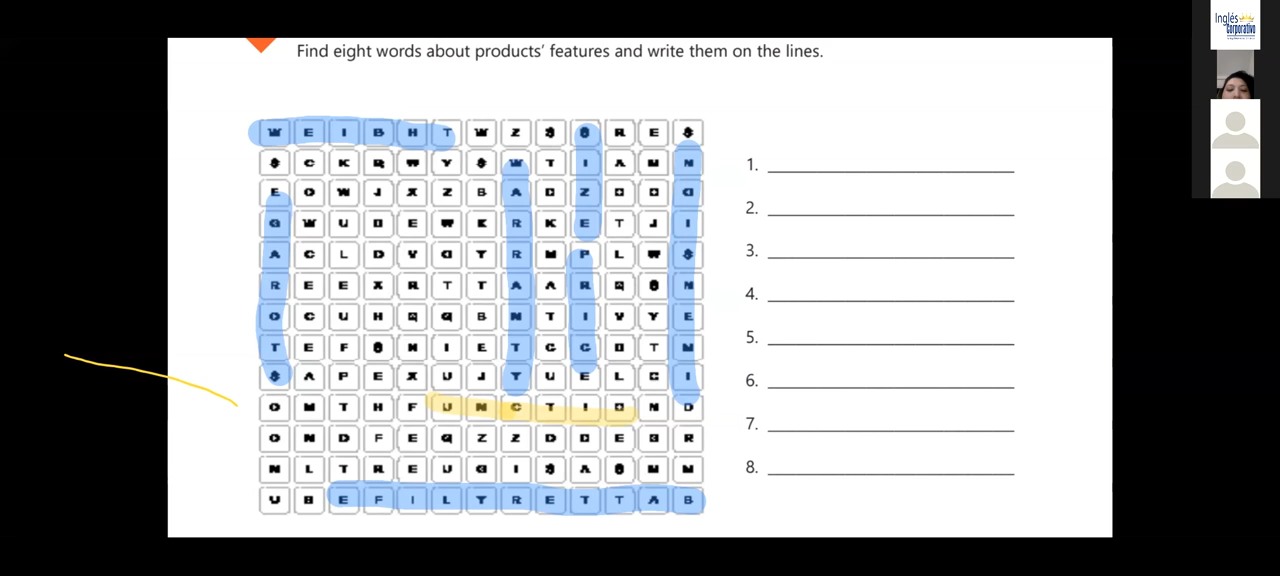 Inglés
Corporativo
Find eight words about products' features and write them on the lines.
W E I G H T W Z S S R E S
S C K R W Y S W T I A M N
E O W J X Z B A D Z O O O
G W U D E W K R K E T J I
A C L D V O Y R M P L W S
R E E X R T T A A R Q S N
O C U H Q Q B N T I V Y E
T E F S N I E T G C D T M
S A P E X U J Y U E L G I
O M T H F U N C T I O N D
O N D F E Q Z Z D D E G R
N L T R E U G I S A S M M
U B E F I L Y R E T T A B
1.
2.
3.
4.
5.
6.
7.
8.